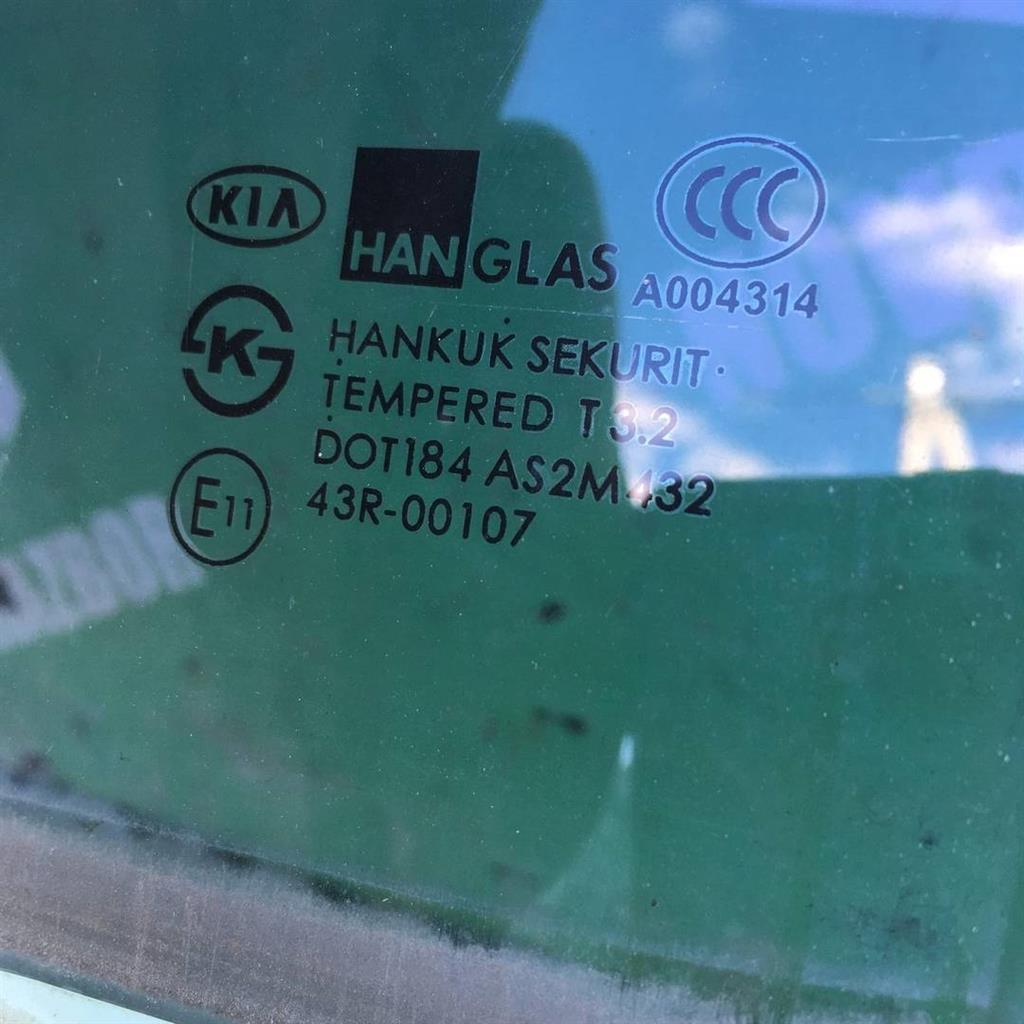 KIA
HANGLAS
CCC
A004314
K
HANKUK SEKURIT
TEMPERED T3.2
DOT184 AS2M432
E11
43R-00107